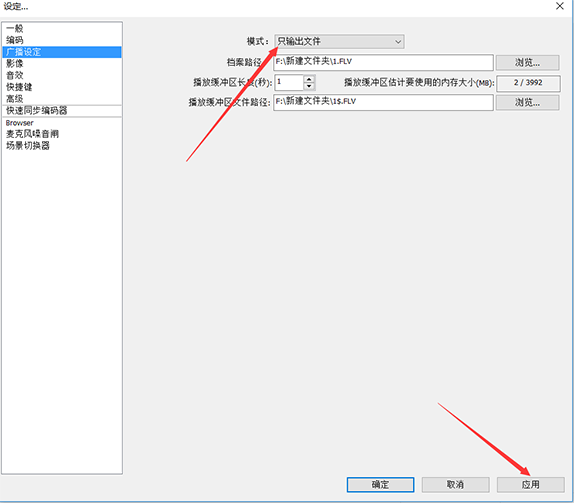 设定...
一般
编码
广播设定
影像
音效
快捷键
高级
快速同步编码器
Browser
麦克风噪音阀
场景切换器
模式： 只输出文件
档案路径: F:\新建文件夹\1.FLV 浏览...
播放缓冲区长度(秒): 1 播放缓冲区估计要使用的内存大小(MB): 2 / 3992
播放缓冲区文件路径: F:\新建文件夹\1$.FLV 浏览...
确定 取消 应用